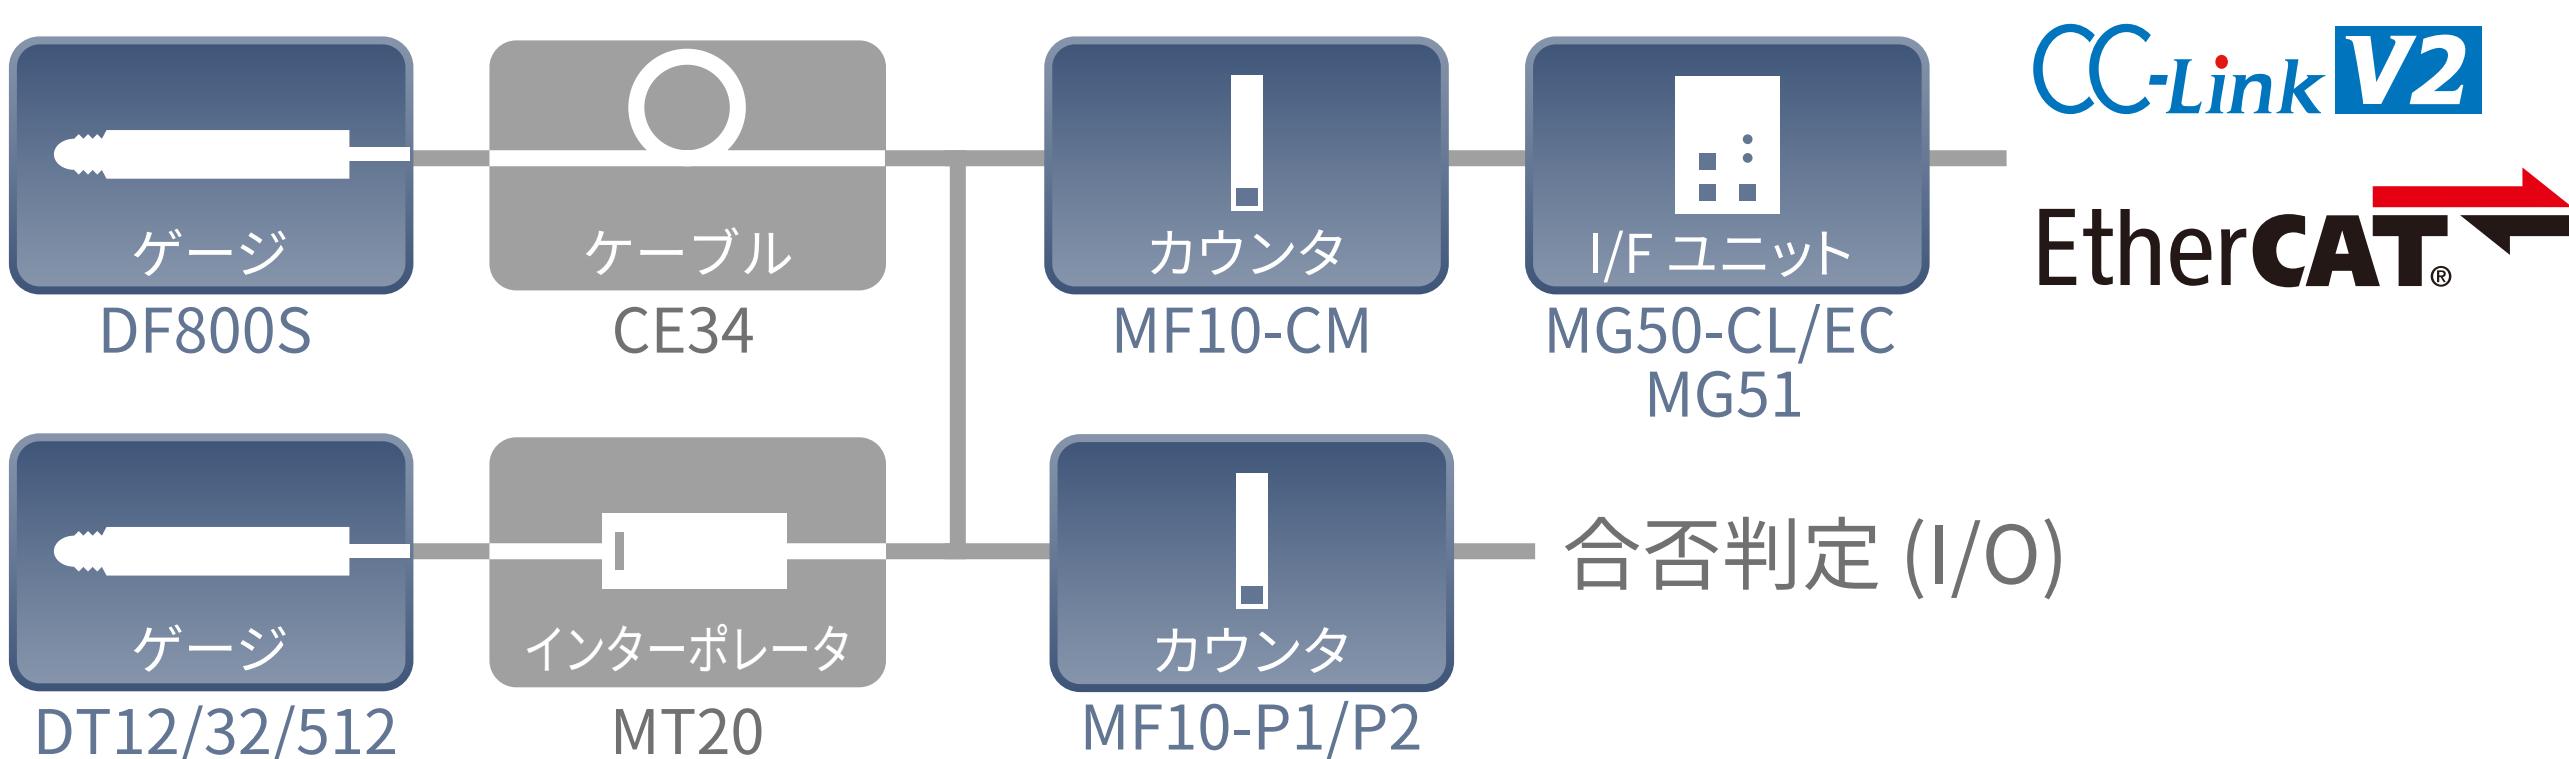 ゲージ
DF800S
ケーブル
CE34
カウンタ
MF10-CM
I/F ユニット
MG50-CL/EC
MG51
CC-Link V2
EtherCAT®
ゲージ
DT12/32/512
インターポレータ
MT20
カウンタ
MF10-P1/P2
合否判定 (I/O)